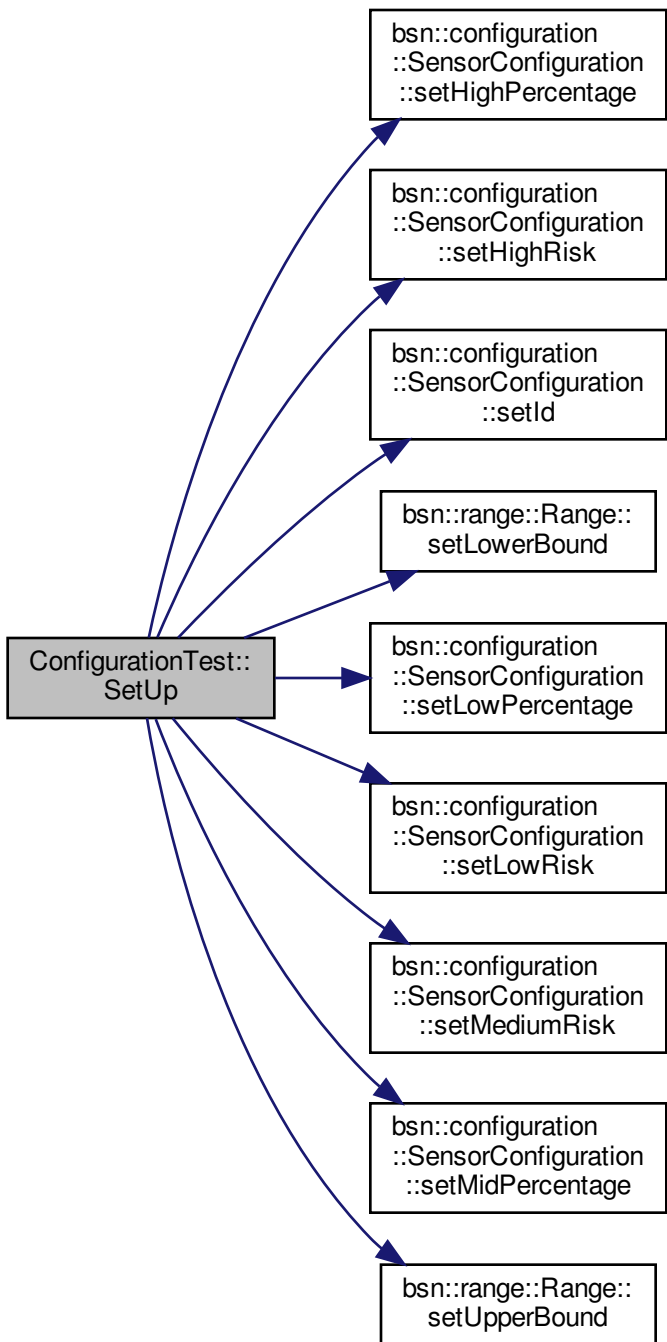 bsn::configuration
::SensorConfiguration
::setHighPercentage
bsn::configuration
::SensorConfiguration
::setHighRisk
bsn::configuration
::SensorConfiguration
::setId
bsn::range::Range::
setLowerBound
ConfigurationTest::
SetUp
bsn::configuration
::SensorConfiguration
::setLowPercentage
bsn::configuration
::SensorConfiguration
::setLowRisk
bsn::configuration
::SensorConfiguration
::setMediumRisk
bsn::configuration
::SensorConfiguration
::setMidPercentage
bsn::range::Range::
setUpperBound